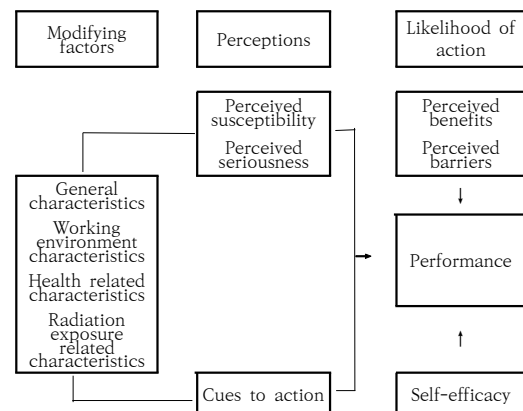 Modifying
factors
Perceptions
Likelihood of
action
Perceived
susceptibility
Perceived
seriousness
Perceived
benefits
Perceived
barriers
General
characteristics
Working
environment
characteristics
Health related
characteristics
Radiation
exposure
related
characteristics
Performance
Cues to action
Self-efficacy